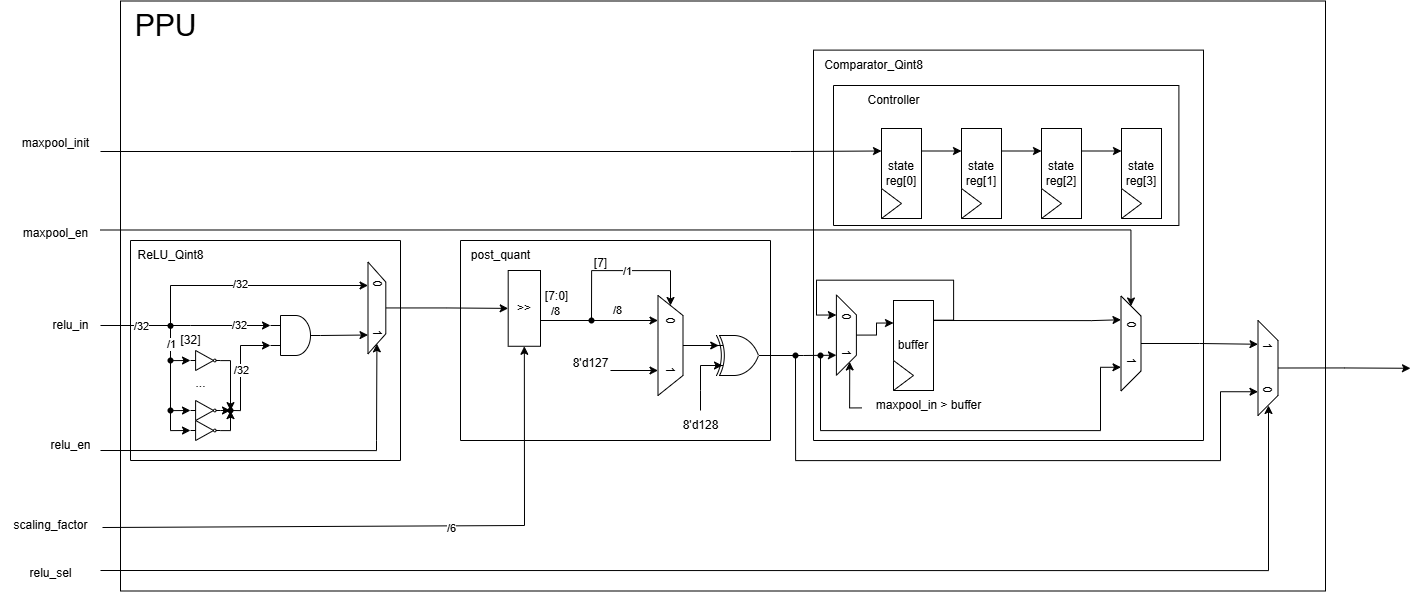 PPU
Comparator_Qint8
Controller
maxpool_init
state
reg[0]
state
reg[1]
state
reg[2]
state
reg[3]
maxpool_en
ReLU_Qint8
0
/32
relu_in
/32
/32
/1
[32]
1
/32
...
relu_en
post_quant
>>
[7:0]
/8
[7]
/1
/8
0
8'd127
1
8'd128
0
1
buffer
maxpool_in > buffer
0
1
1
0
scaling_factor
/6
relu_sel